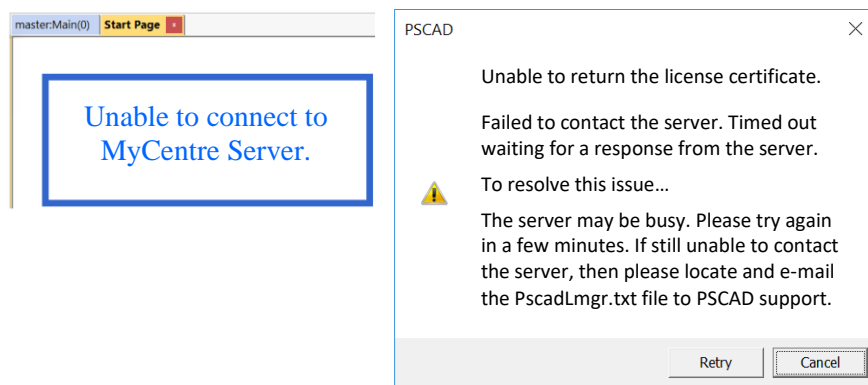 master:Main(0) Start Page x
Unable to connect to
MyCentre Server.
PSCAD
Unable to return the license certificate.
Failed to contact the server. Timed out
waiting for a response from the server.
To resolve this issue…
The server may be busy. Please try again
in a few minutes. If still unable to contact
the server, then please locate and e-mail
the PscadLmgr.txt file to PSCAD support.
Retry Cancel